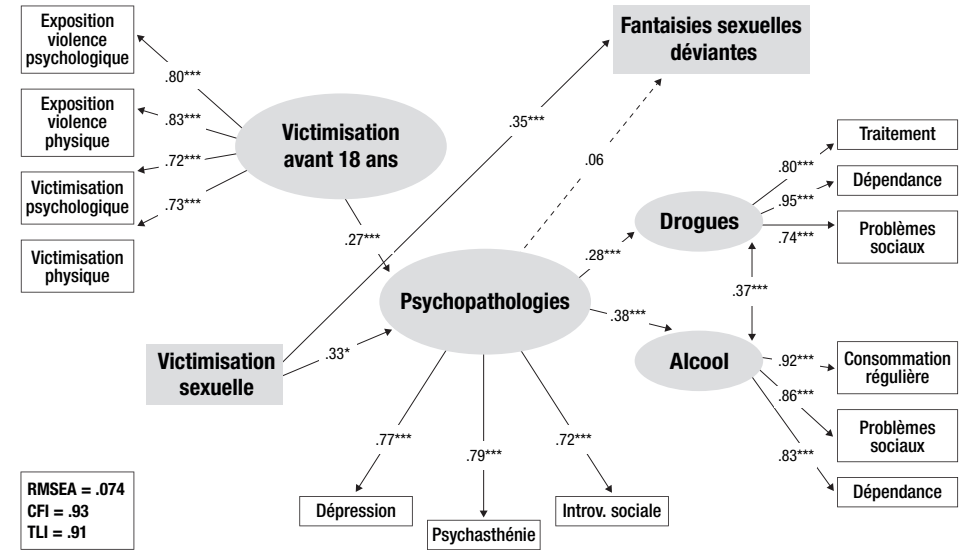 Exposition
violence
psychologique
Exposition
violence
physique
Victimisation
psychologique
Victimisation
physique
.80***
.83***
.72***
.73***
Victimisation
avant 18 ans
.27***
Fantaisies sexuelles
déviantes
.35***
.06
Victimisation
sexuelle
.33*
Psychopathologies
.28***
.38***
Drogues
.37***
Alcool
.80***
.95***
.74***
Traitement
Dépendance
Problèmes
sociaux
.92***
.86***
.83***
Consommation
régulière
Problèmes
sociaux
Dépendance
.77***
.79***
.72***
Dépression
Psychasthénie
Introv. sociale
RMSEA = .074
CFI = .93
TLI = .91